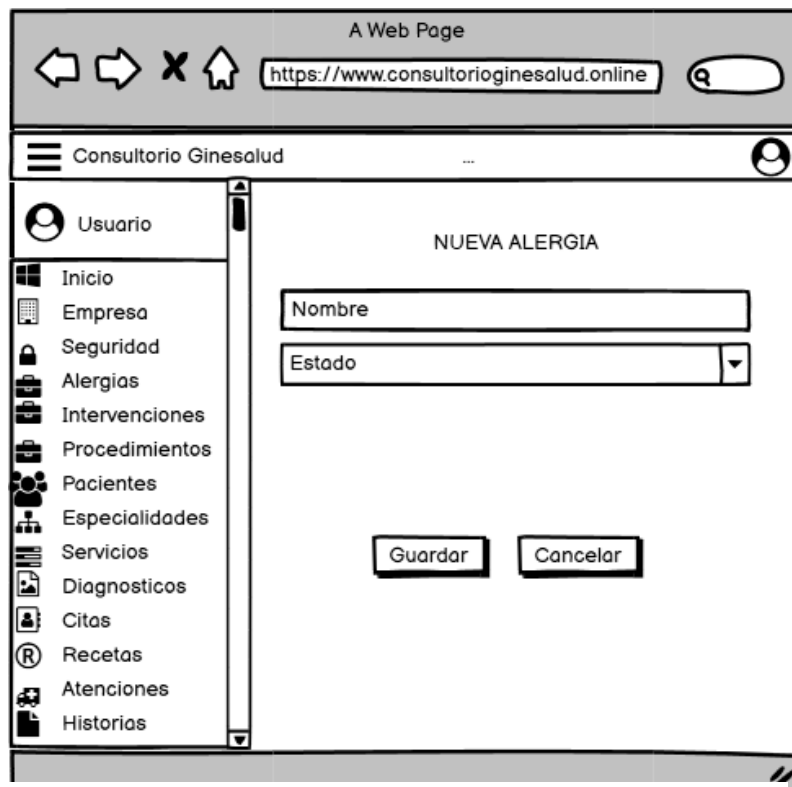 A Web Page
https://www.consultorioginesalud.online
Consultorio Ginesalud
...
Usuario
Inicio
Empresa
Seguridad
Alergias
Intervenciones
Procedimientos
Pacientes
Especialidades
Servicios
Diagnosticos
Citas
® Recetas
Atenciones
Historias
NUEVA ALERGIA
Nombre
Estado
Guardar
Cancelar